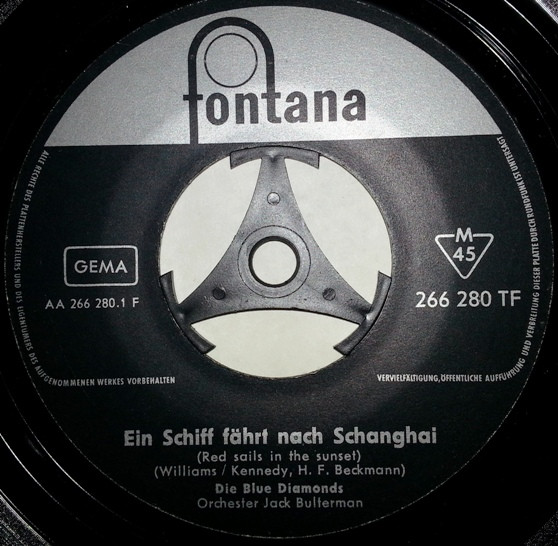 fontana
GEMA
AA 266 280.1 F
M
45
266 280 TF
ALLE RECHTE DES PLATTENHERSTELLERS UND DES EIGENTÜMERS DES AUFGENOMMENEN WERKES VORBEHALTEN
VERVIELFÄLTIGUNG, ÖFFENTLICHE AUFFÜHRUNG UND VERBREITUNG DIESER PLATTE DURCH RUNDFUNK IST UNTERSAGT
Ein Schiff fährt nach Schanghai
(Red sails in the sunset)
(Williams / Kennedy, H. F. Beckmann)
Die Blue Diamonds
Orchester Jack Bulterman